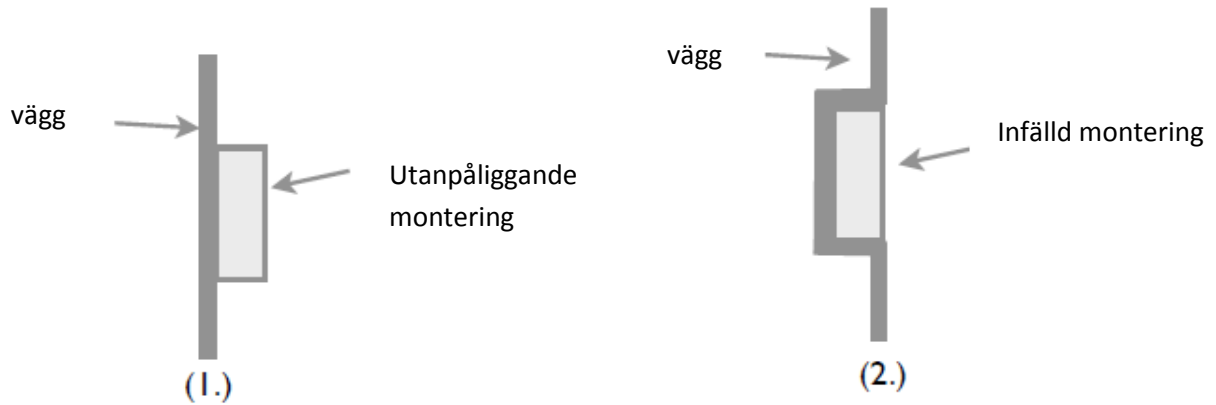 vägg
Utanpåliggande
montering
(1.)
vägg
Infälld montering
(2.)